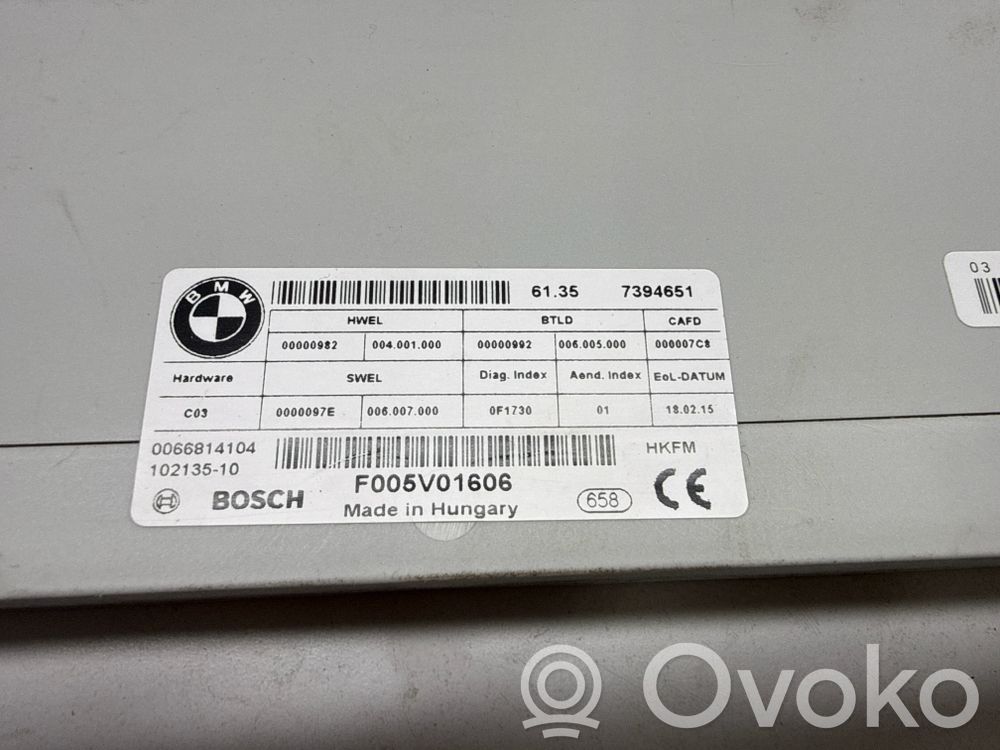 BMW
61.35 7394651
HWEL BTLD CAFD
00000982 004.001.000 00000992 006.005.000 000007C8
Hardware SWEL Diag. Index Aend. Index EoL-DATUM
C03 0000097E 006.007.000 0F1730 01 18.02.15
0066814104
102135-10
HKFM
BOSCH
F005V01606
Made in Hungary
658
CE
03
Ovoko